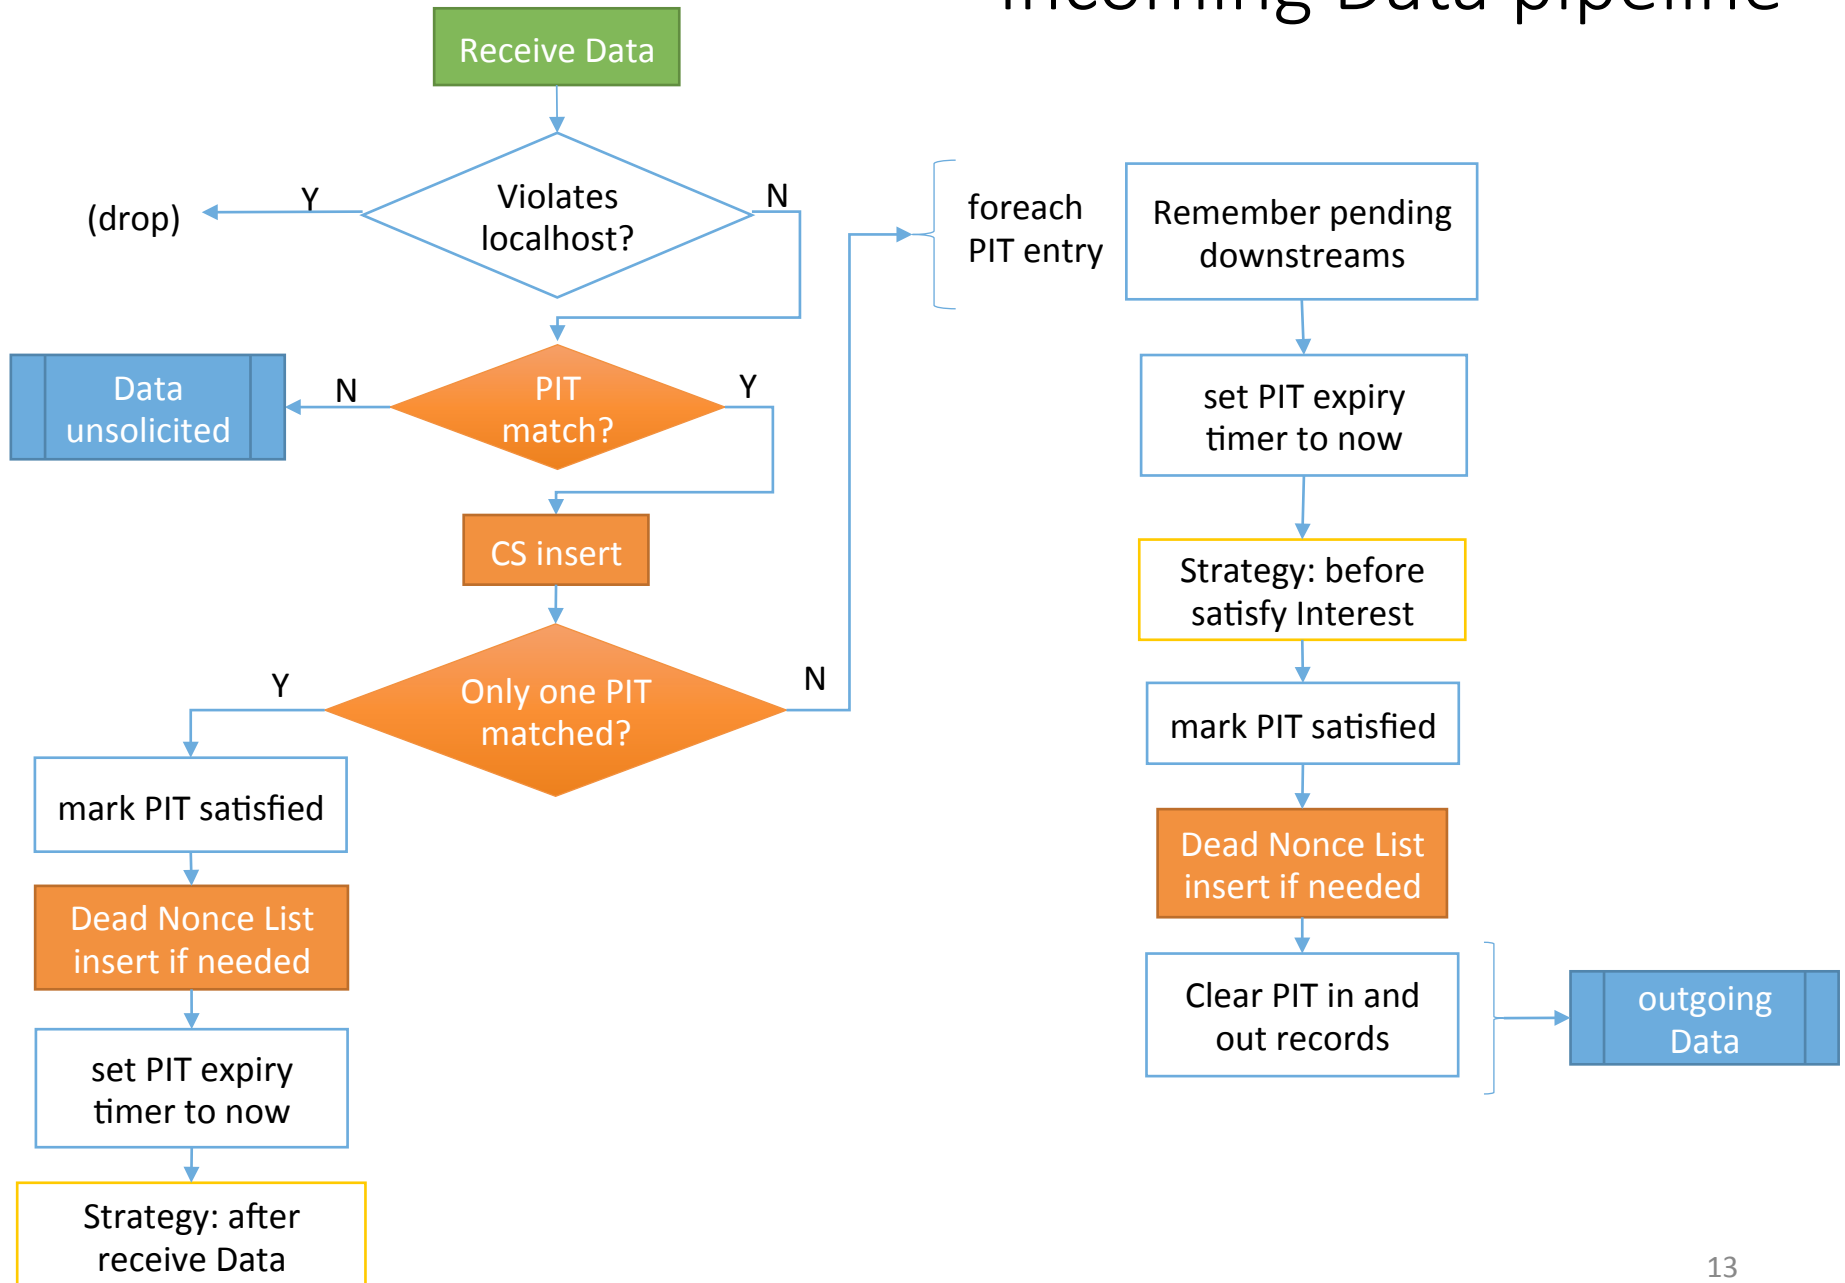 Incoming Data pipeline
Receive Data
Violates
localhost?
Y
N
(drop)
PIT
match?
N
Y
Data
unsolicited
CS insert
Only one PIT
matched?
Y
N
mark PIT satisfied
Dead Nonce List
insert if needed
set PIT expiry
timer to now
Strategy: after
receive Data
foreach
PIT entry
Remember pending
downstreams
set PIT expiry
timer to now
Strategy: before
satisfy Interest
mark PIT satisfied
Dead Nonce List
insert if needed
Clear PIT in and
out records
outgoing
Data
13